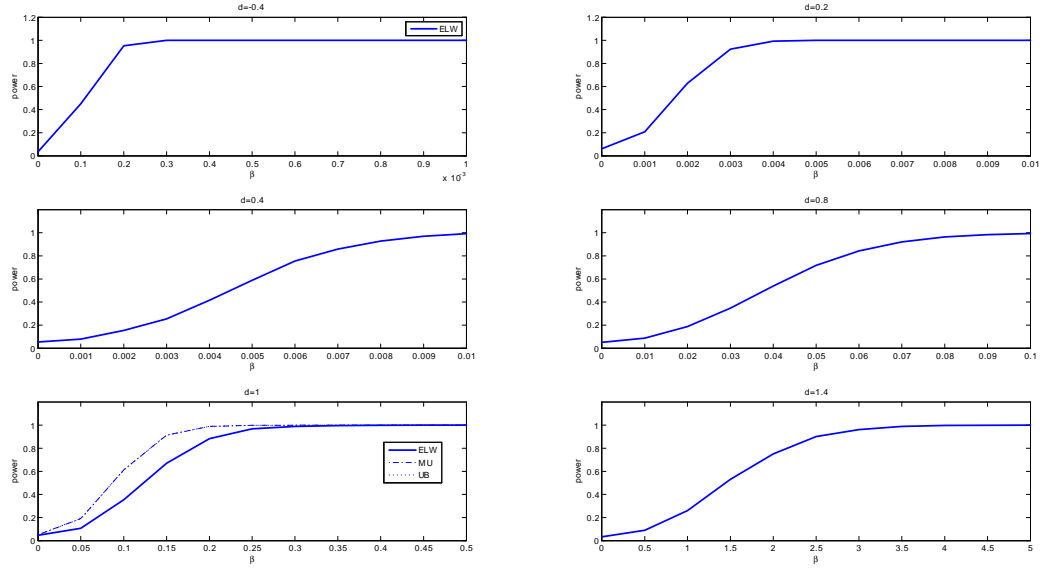 d=-0.4
1.2
1
0.8
0.6
0.4
0.2
0
power
ELW
0 0.1 0.2 0.3 0.4 0.5 0.6 0.7 0.8 0.9 1
β
x 10-3
d=0.2
1.2
1
0.8
0.6
0.4
0.2
0
power
0 0.001 0.002 0.003 0.004 0.005 0.006 0.007 0.008 0.009 0.01
β
d=0.4
1
0.8
0.6
0.4
0.2
0
power
0 0.001 0.002 0.003 0.004 0.005 0.006 0.007 0.008 0.009 0.01
β
d=0.8
1
0.8
0.6
0.4
0.2
0
power
0 0.01 0.02 0.03 0.04 0.05 0.06 0.07 0.08 0.09 0.1
β
d=1
1
0.8
0.6
0.4
0.2
0
power
ELW
MU
UB
0 0.05 0.1 0.15 0.2 0.25 0.3 0.35 0.4 0.45 0.5
β
d=1.4
1
0.8
0.6
0.4
0.2
0
power
0 0.5 1 1.5 2 2.5 3 3.5 4 4.5 5
β